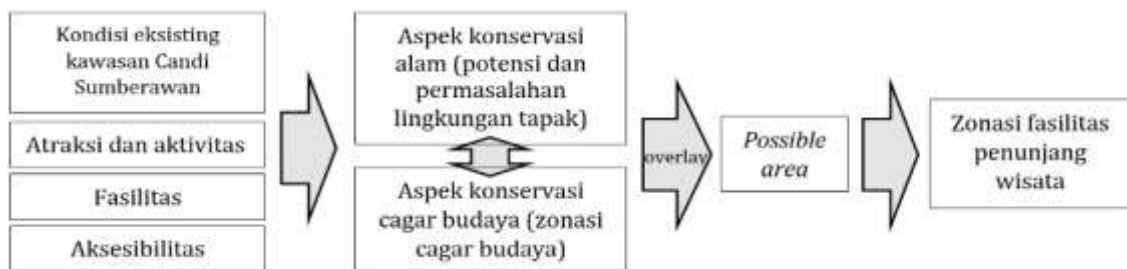 Kondisi eksisting
kawasan Candi
Sumberawan
Atraksi dan aktivitas
Fasilitas
Aksesibilitas
Aspek konservasi
alam (potensi dan
permasalahan
lingkungan tapak)
Aspek konservasi
cagar budaya (zonasi
cagar budaya)
overlay
Possible
area
Zonasi fasilitas
penunjang
wisata